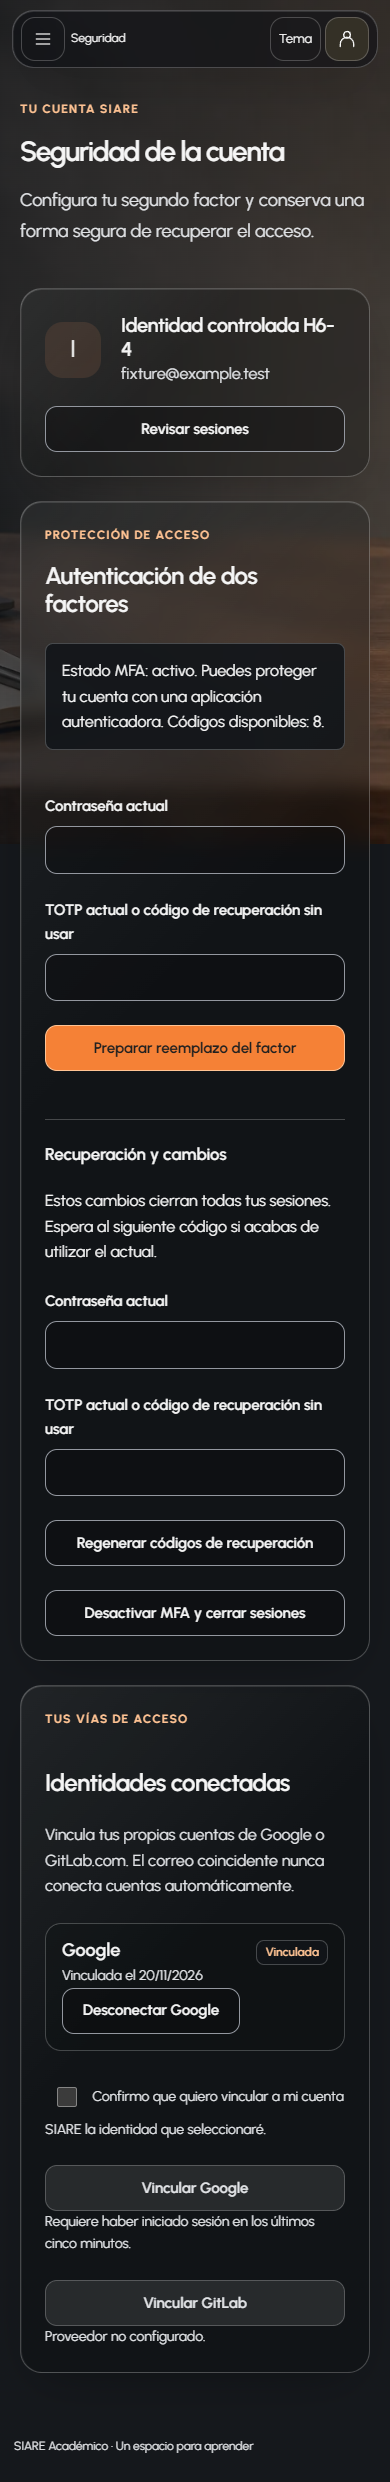 Seguridad
Tema
TU CUENTA SIARE
Seguridad de la cuenta
Configura tu segundo factor y conserva una
forma segura de recuperar el acceso.
I
Identidad controlada H6-
4
fixture@example.test
Revisar sesiones
PROTECCIÓN DE ACCESO
Autenticación de dos
factores
Estado MFA: activo. Puedes proteger
tu cuenta con una aplicación
autenticadora. Códigos disponibles: 8.
Contraseña actual
TOTP actual o código de recuperación sin
usar
Preparar reemplazo del factor
Recuperación y cambios
Estos cambios cierran todas tus sesiones.
Espera al siguiente código si acabas de
utilizar el actual.
Contraseña actual
TOTP actual o código de recuperación sin
usar
Regenerar códigos de recuperación
Desactivar MFA y cerrar sesiones
TUS VÍAS DE ACCESO
Identidades conectadas
Vincula tus propias cuentas de Google o
GitLab.com. El correo coincidente nunca
conecta cuentas automáticamente.
Google
Vinculada
Vinculada el 20/11/2026
Desconectar Google
Confirmo que quiero vincular a mi cuenta
SIARE la identidad que seleccionaré.
Vincular Google
Requiere haber iniciado sesión en los últimos
cinco minutos.
Vincular GitLab
Proveedor no configurado.
SIARE Académico · Un espacio para aprender